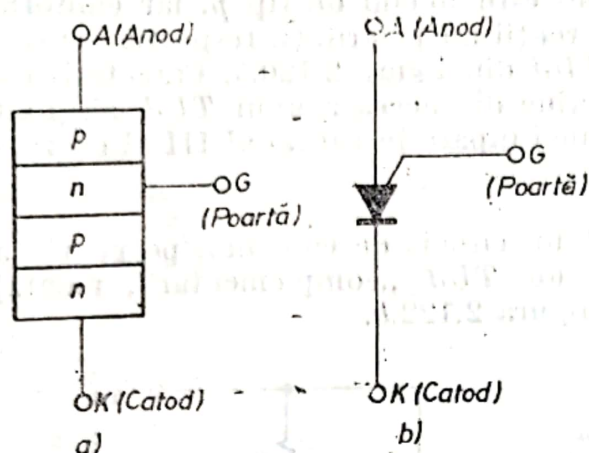 A (Anod)
p
n
p
n
G
(Poartă)
K (Catod)
a)
A (Anod)
G
(Poartă)
K (Catod)
b)